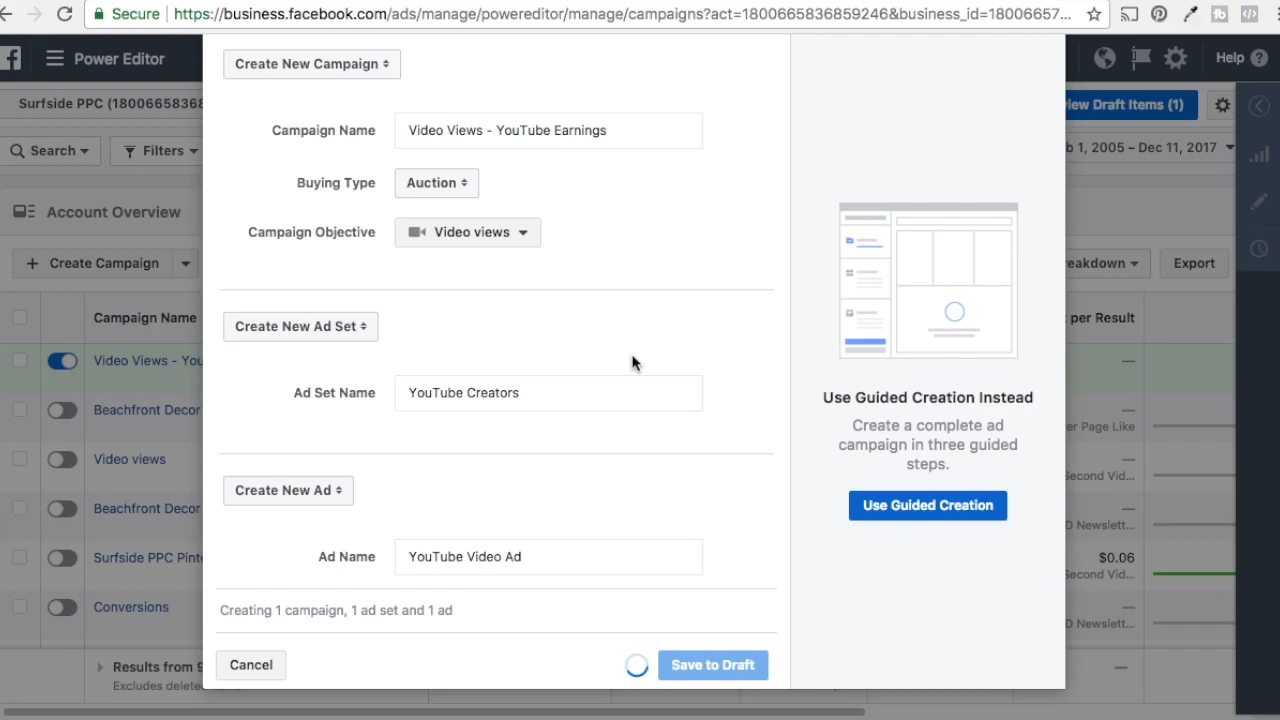 Secure | https://business.facebook.com/ads/manage/powereditor/manage/campaigns?act=1800665836859246&business_id=18006657...
Power Editor
Help
Surfside PPC (18006658368
view Draft Items (1)
Search
Filters
b 1, 2005 – Dec 11, 2017
Account Overview
+ Create Campaign
eakdown
Export
Campaign Name
per Result
Video Views - You
Beachfront Decor
er Page Like
Video views
Second Vid...
Beachfront Decor
D Newslett...
Surfside PPC Pinte
$0.06
Second Vid...
Conversions
D Newslett...
Results from 9
Excludes deleted
Create New Campaign
Campaign Name
Video Views - YouTube Earnings
Buying Type
Auction
Campaign Objective
Video views
Create New Ad Set
Ad Set Name
YouTube Creators
Create New Ad
Ad Name
YouTube Video Ad
Creating 1 campaign, 1 ad set and 1 ad
Cancel
Save to Draft
Use Guided Creation Instead
Create a complete ad
campaign in three guided
steps.
Use Guided Creation